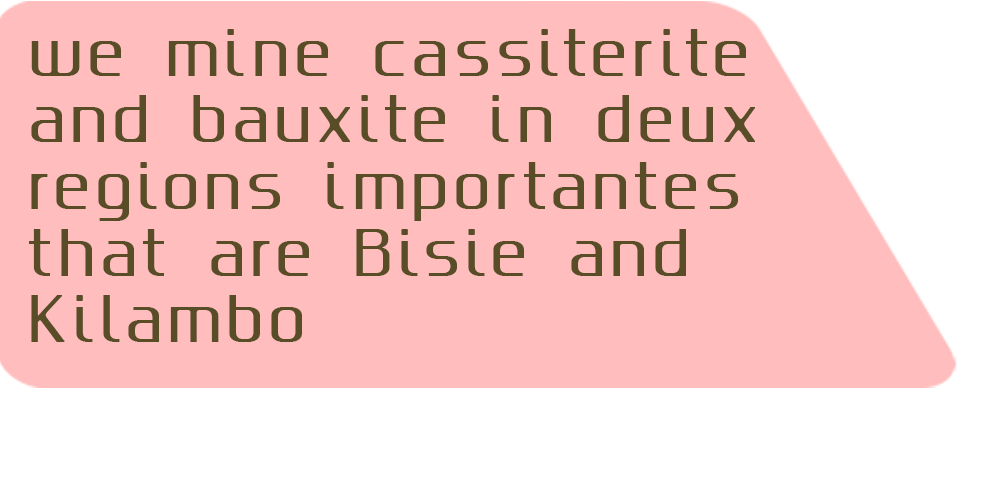 we mine cassiterite
and bauxite in deux
regions importantes
that are Bisie and
Kilambo